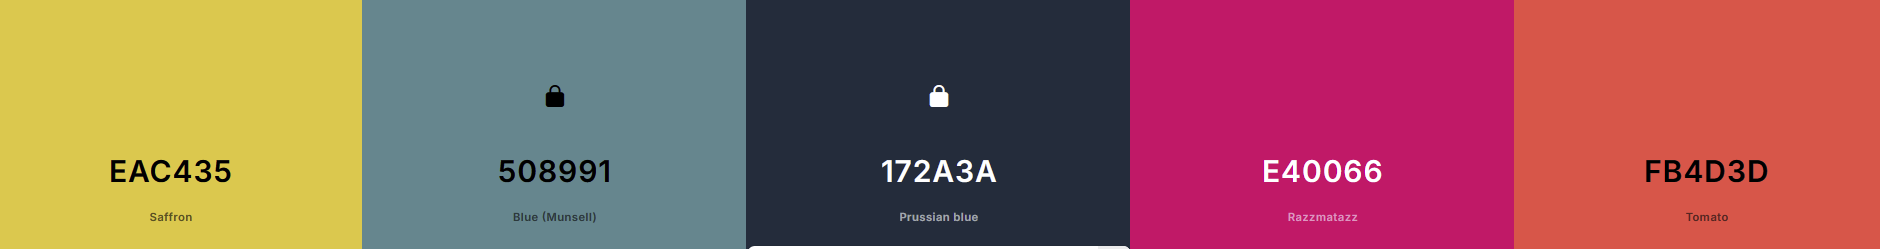 EAC435
Saffron
508991
Blue (Munsell)
172A3A
Prussian blue
E40066
Razzmatazz
FB4D3D
Tomato